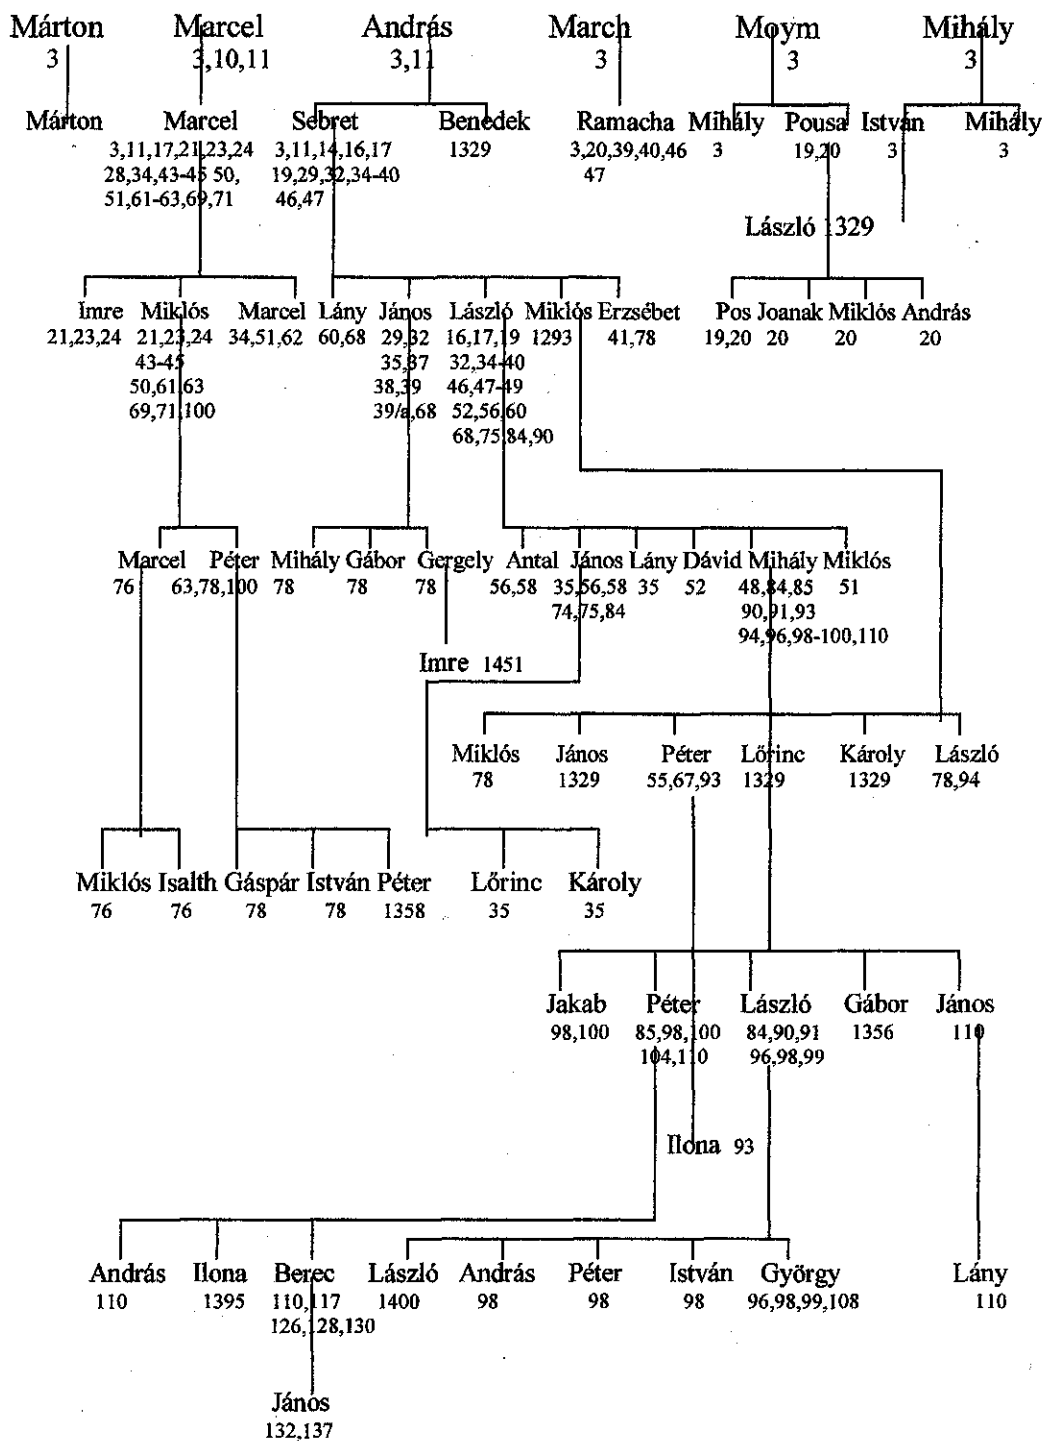 Márton Marcel András March Moym Mihály
3 3,10,11 3,11 3 3 3
Márton Marcel Sebret Benedek Ramacha Mihály Pousa István Mihály
3,11,17,21,23,24 3,11,14,16,17 1329 3,20,39,40,46 3 19,20 3 3
28,34,43-45 50, 19,29,32,34-40 47
51,61-63,69,71 46,47
László 1329
Imre Miklós Marcel Lány János László Miklós Erzsébet Pos Joanak Miklós András
21,23,24 21,23,24 34,51,62 60,68 29,32 16,17,19 1293 41,78 19,20 20 20 20
43-45 35,37 32,34-40
50,61,63 38,39 46,47-49
69,71,100 39/a,68 52,56,60
68,75,84,90
Marcel Péter Mihály Gábor Gergely Antal János Lány Dávid Mihály Miklós
76 63,78,100 78 78 78 56,58 35,56,58 35 52 48,84,85 51
74,75,84 90,91,93
94,96,98-100,110
Imre 1451
Miklós János Péter Lőrinc Károly László
78 1329 55,67,93 1329 1329 78,94
Miklós Isalth Gáspár István Péter Lőrinc Károly
76 76 78 78 1358 35 35
Jakab Péter László Gábor János
98,100 85,98,100 84,90,91 1356 110
104,110 96,98,99
Ilona 93
András Ilona Berec László András Péter István György Lány
110 1395 110,117 1400 98 98 98 96,98,99,108 110
126,128,130
János
132,137